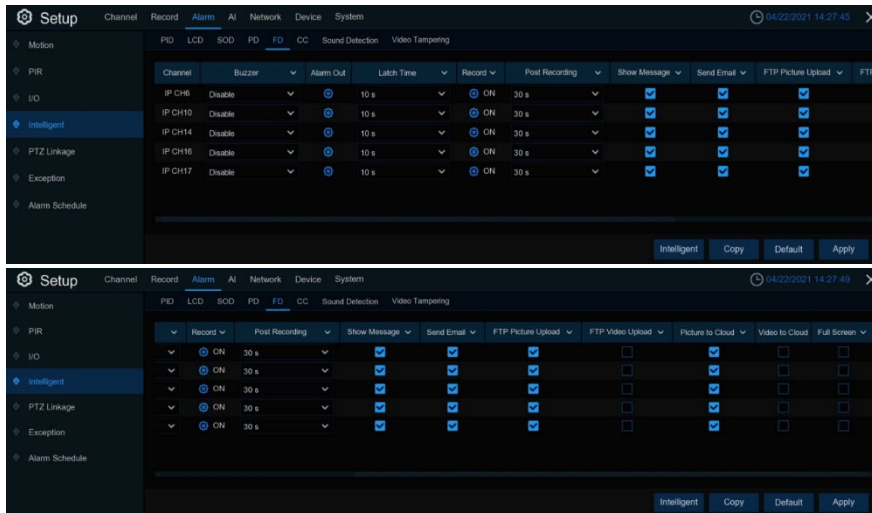 Setup Channel Record Alarm AI Network Device System 04/22/2021 14:27:45
Motion PID LCD SOD PD FD CC Sound Detection Video Tampering
PIR Channel Buzzer Alarm Out Latch Time Record Post Recording Show Message Send Email FTP Picture Upload FTI
I/O IP CH6 Disable 10 s ON 30 s
Intelligent IP CH10 Disable 10 s ON 30 s
IP CH14 Disable 10 s ON 30 s
PTZ Linkage IP CH16 Disable 10 s ON 30 s
Exception IP CH17 Disable 10 s ON 30 s
Alarm Schedule
Intelligent Copy Default Apply
Setup Channel Record Alarm AI Network Device System 04/22/2021 14:27:49
Motion PID LCD SOD PD FD CC Sound Detection Video Tampering
PIR Record Post Recording Show Message Send Email FTP Picture Upload FTP Video Upload Picture to Cloud Video to Cloud Full Screen
I/O ON 30 s
ON 30 s
Intelligent ON 30 s
PTZ Linkage ON 30 s
Exception ON 30 s
Alarm Schedule
Intelligent Copy Default Apply